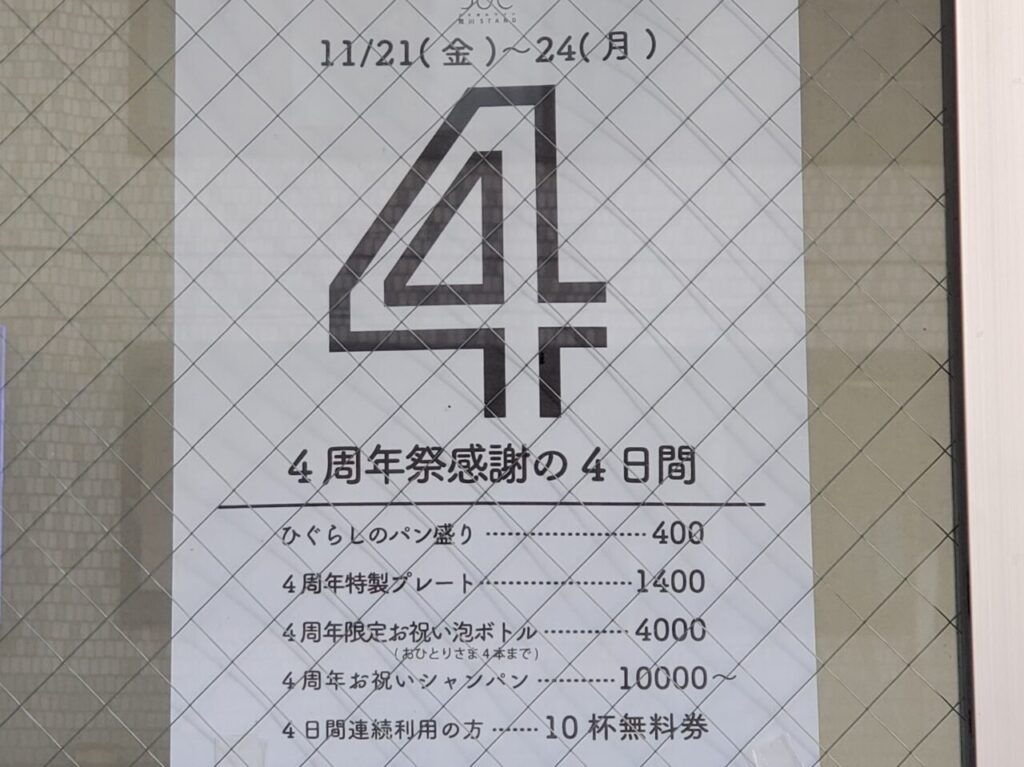 STAND
11/21(金)～24(月)
4
4周年祭感謝の4日間
ひぐらしのパン盛り ………………… 400
4周年特製プレート ……………… 1400
4周年限定お祝い泡ボトル ……… 4000
(おひとりさま4本まで)
4周年お祝いシャンパン ……… 10000～
4日間連続利用の方 …… 10杯無料券